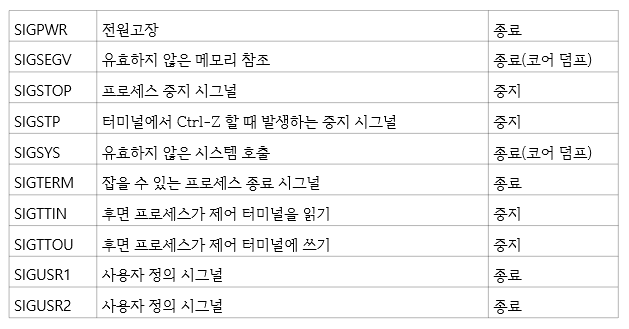 SIGPWR 전원고장 종료
SIGSEGV 유효하지 않은 메모리 참조 종료(코어 덤프)
SIGSTOP 프로세스 중지 시그널 중지
SIGSTP 터미널에서 Ctrl-Z 할 때 발생하는 중지 시그널 중지
SIGSYS 유효하지 않은 시스템 호출 종료(코어 덤프)
SIGTERM 잡을 수 있는 프로세스 종료 시그널 종료
SIGTTIN 후면 프로세스가 제어 터미널을 읽기 중지
SIGTTOU 후면 프로세스가 제어 터미널에 쓰기 중지
SIGUSR1 사용자 정의 시그널 종료
SIGUSR2 사용자 정의 시그널 종료